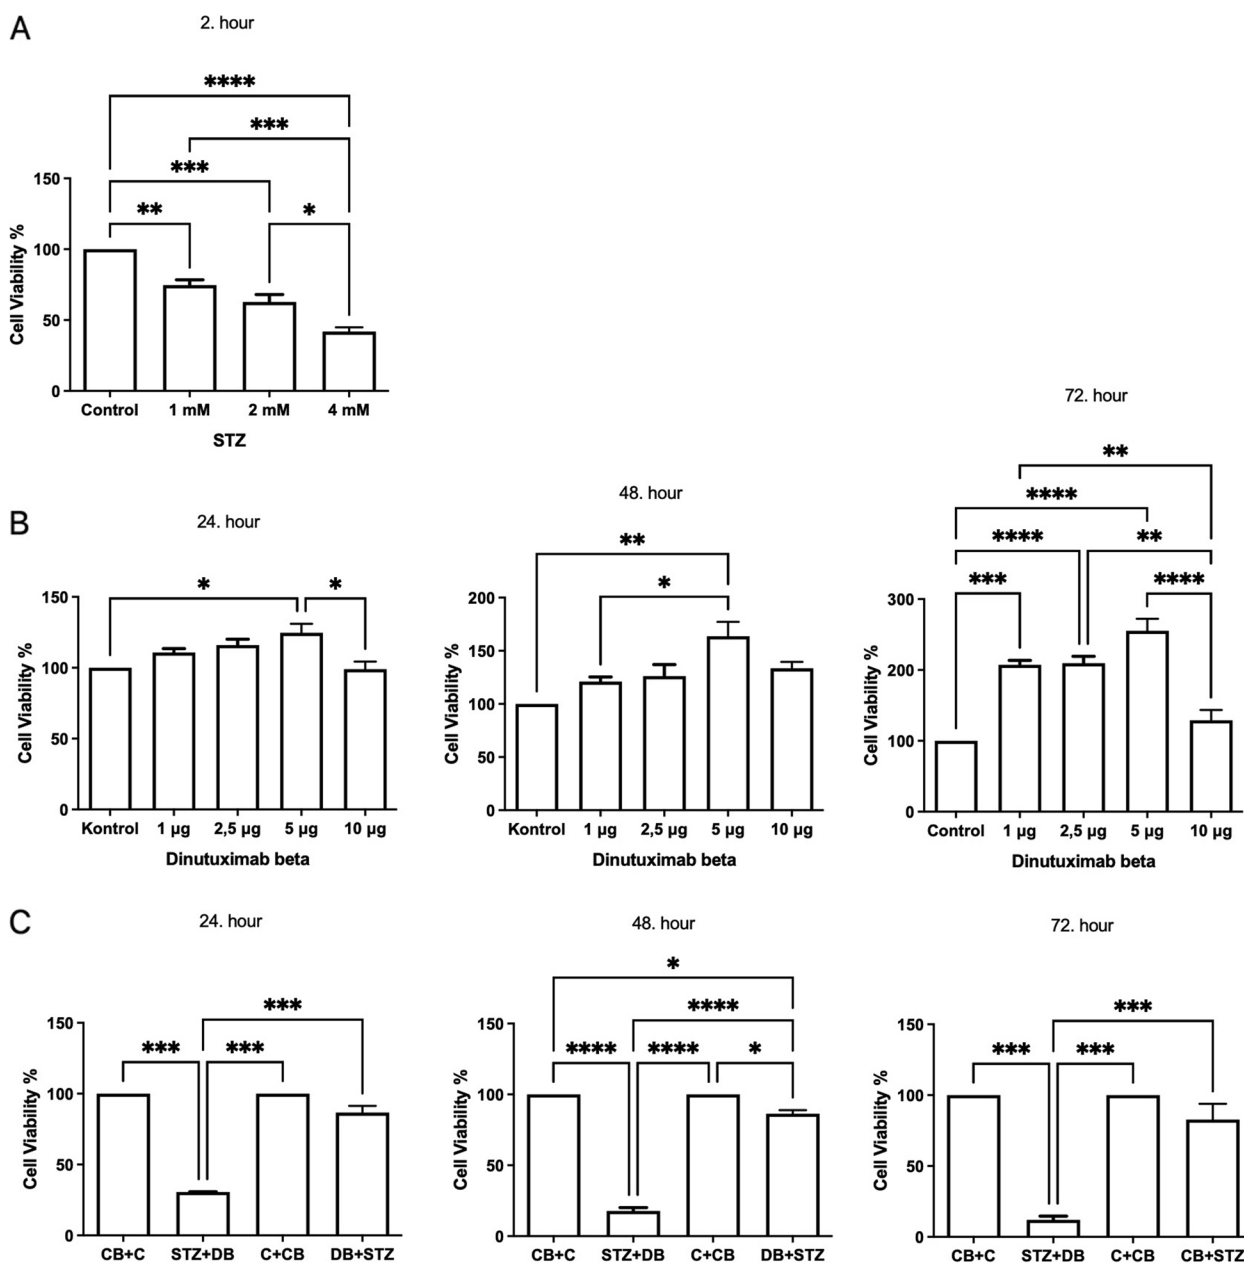 A
2. hour
****
***
***
**
*
150
100
50
0
Cell Viability %
Control 1 mM 2 mM 4 mM
STZ
B
24. hour
*
*
150
100
50
0
Cell Viability %
Kontrol 1 µg 2,5 µg 5 µg 10 µg
Dinutuximab beta
48. hour
**
*
200
150
100
50
0
Cell Viability %
Kontrol 1 µg 2,5 µg 5 µg 10 µg
Dinutuximab beta
72. hour
**
****
**** **
*** ****
300
200
100
0
Cell Viability %
Control 1 µg 2,5 µg 5 µg 10 µg
Dinutuximab beta
C
24. hour
***
*** ***
150
100
50
0
Cell Viability %
CB+C STZ+DB C+CB DB+STZ
48. hour
*
****
**** **** *
150
100
50
0
Cell Viability %
CB+C STZ+DB C+CB DB+STZ
72. hour
***
*** ***
150
100
50
0
Cell Viability %
CB+C STZ+DB C+CB CB+STZ